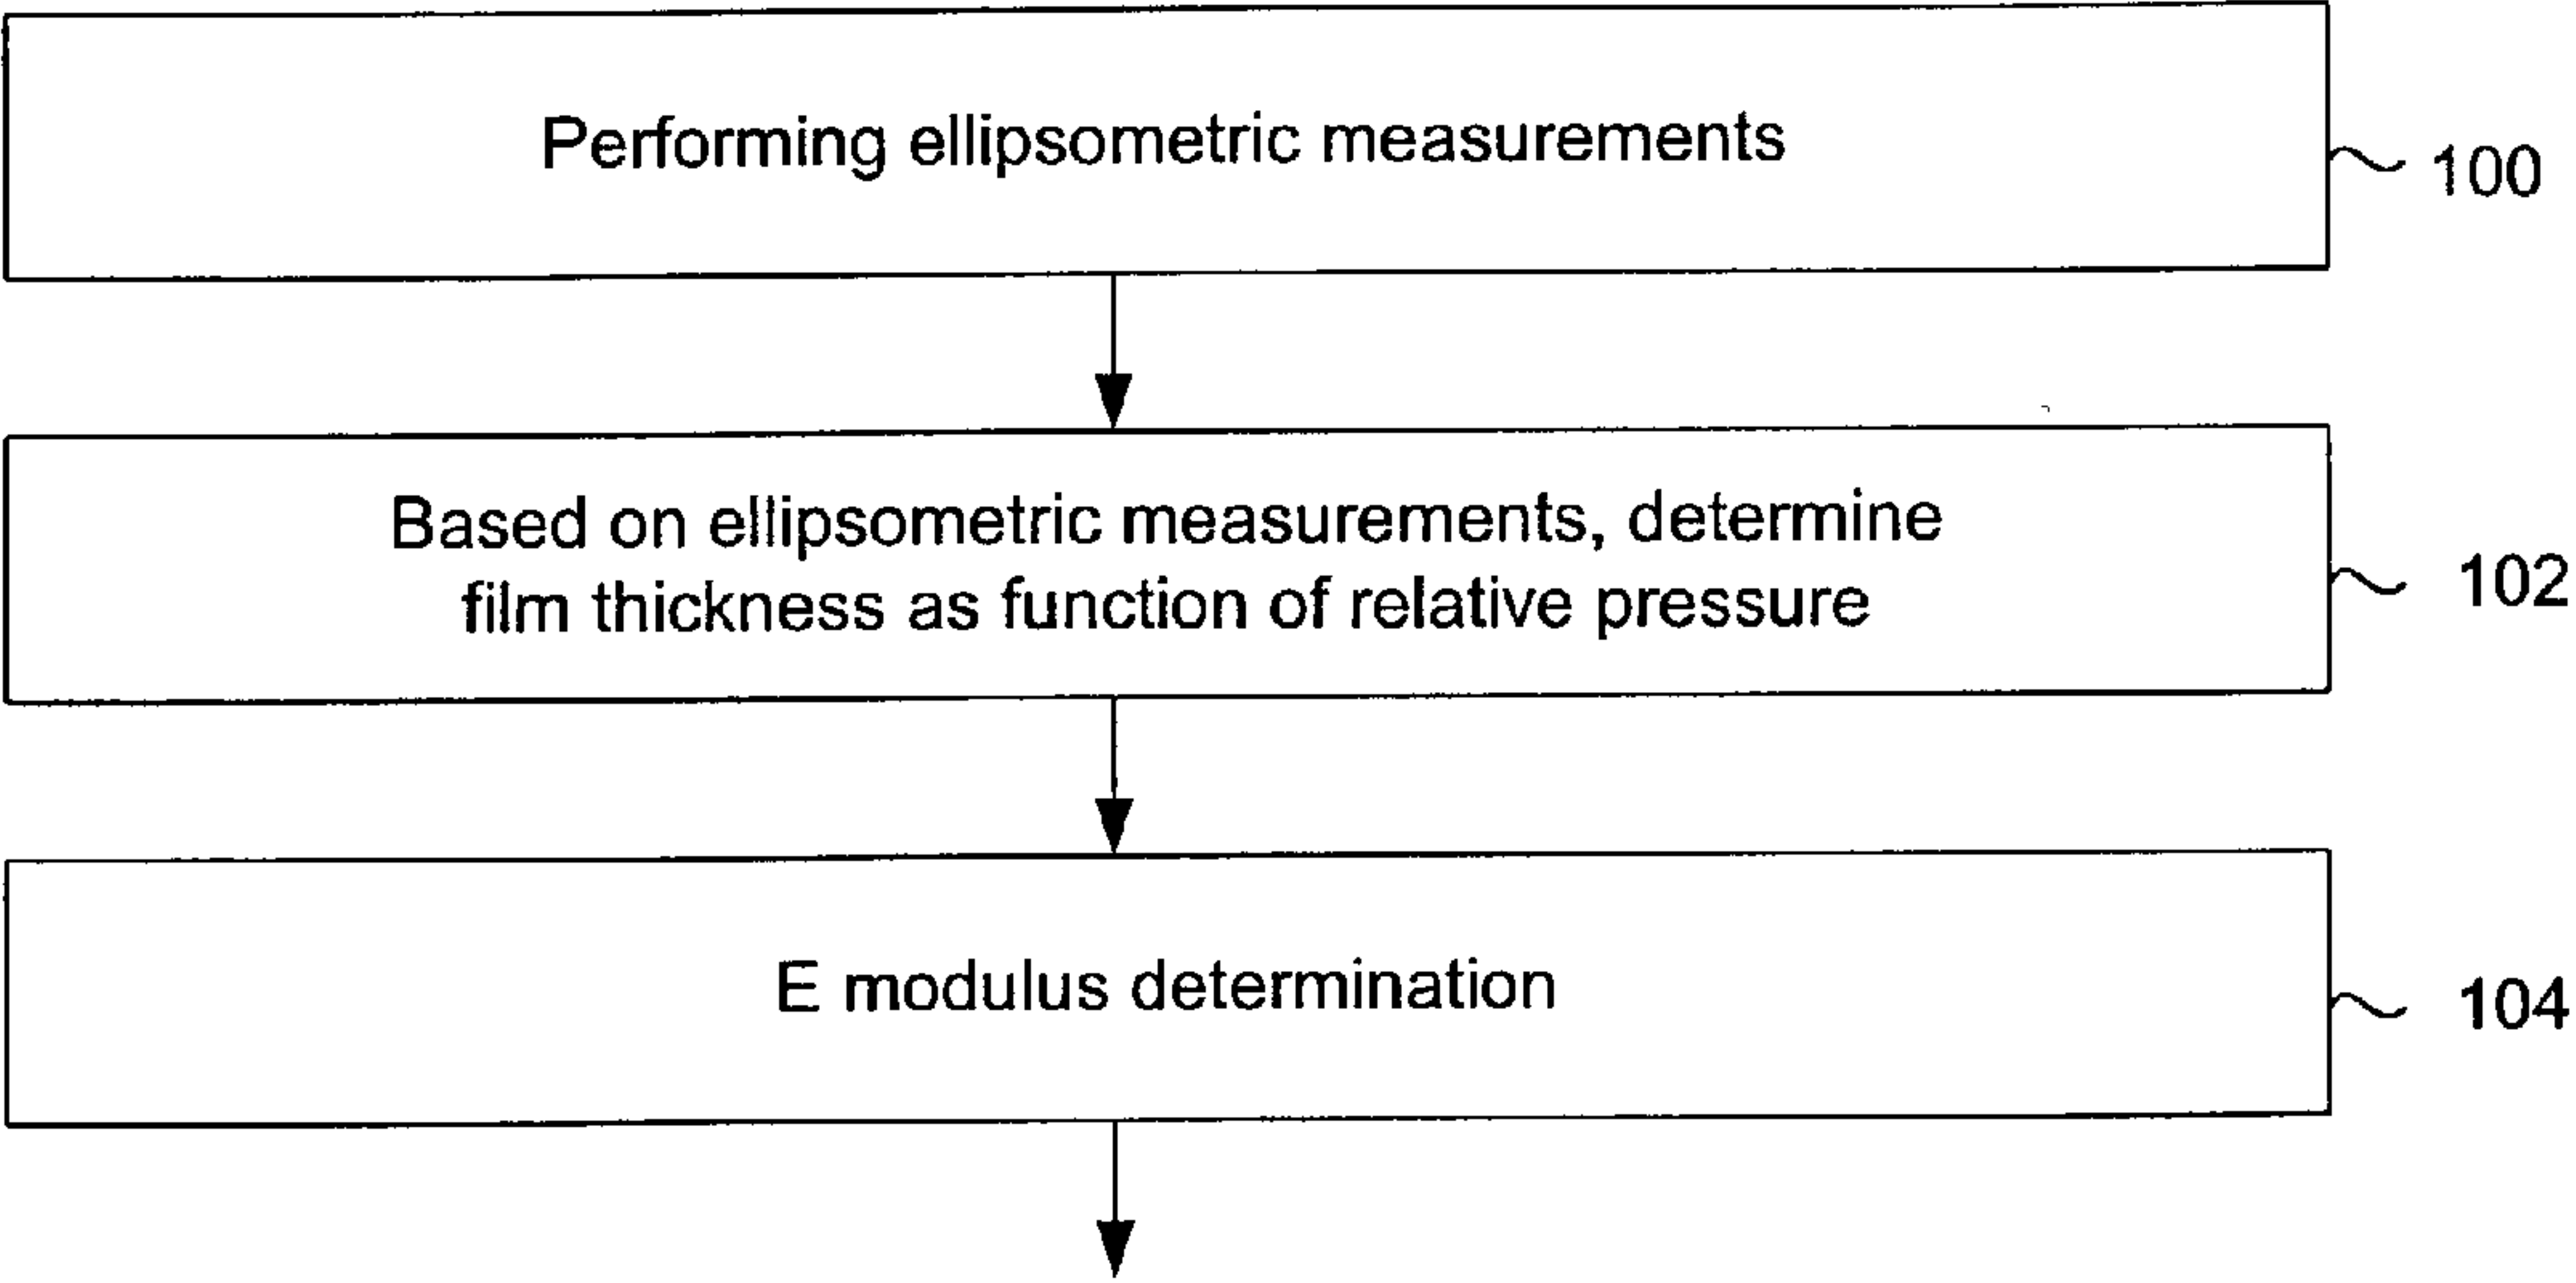 Performing ellipsometric measurements
100
Based on ellipsometric measurements, determine
film thickness as function of relative pressure
102
E modulus determination
104